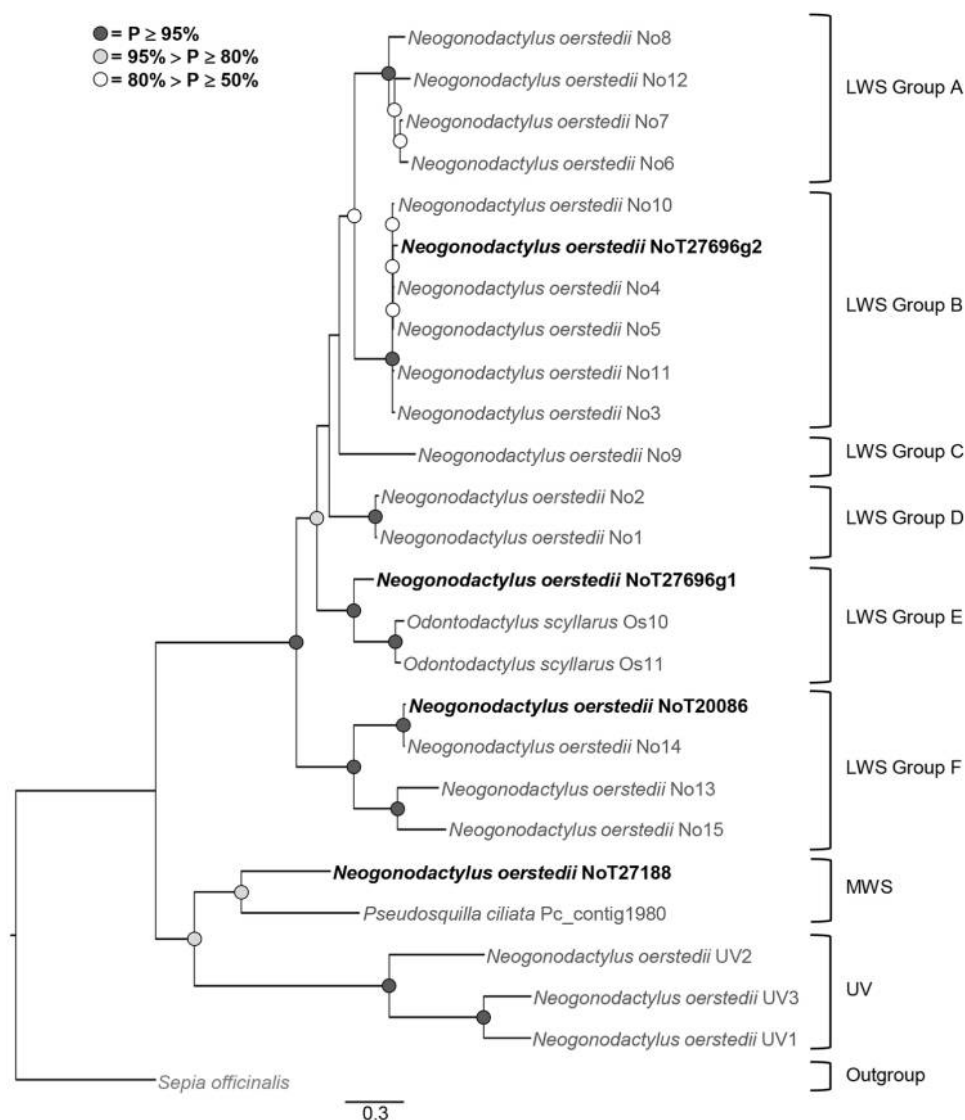 = P ≥ 95%
= 95% > P ≥ 80%
= 80% > P ≥ 50%
Neogonodactylus oerstedii No8
Neogonodactylus oerstedii No12
Neogonodactylus oerstedii No7
Neogonodactylus oerstedii No6
LWS Group A
Neogonodactylus oerstedii No10
Neogonodactylus oerstedii NoT27696g2
Neogonodactylus oerstedii No4
Neogonodactylus oerstedii No5
Neogonodactylus oerstedii No11
Neogonodactylus oerstedii No3
LWS Group B
Neogonodactylus oerstedii No9
LWS Group C
Neogonodactylus oerstedii No2
Neogonodactylus oerstedii No1
LWS Group D
Neogonodactylus oerstedii NoT27696g1
Odontodactylus scyllarus Os10
Odontodactylus scyllarus Os11
LWS Group E
Neogonodactylus oerstedii NoT20086
Neogonodactylus oerstedii No14
Neogonodactylus oerstedii No13
Neogonodactylus oerstedii No15
LWS Group F
Neogonodactylus oerstedii NoT27188
Pseudosquilla ciliata Pc_contig1980
MWS
Neogonodactylus oerstedii UV2
Neogonodactylus oerstedii UV3
Neogonodactylus oerstedii UV1
UV
Sepia officinalis
Outgroup
0.3